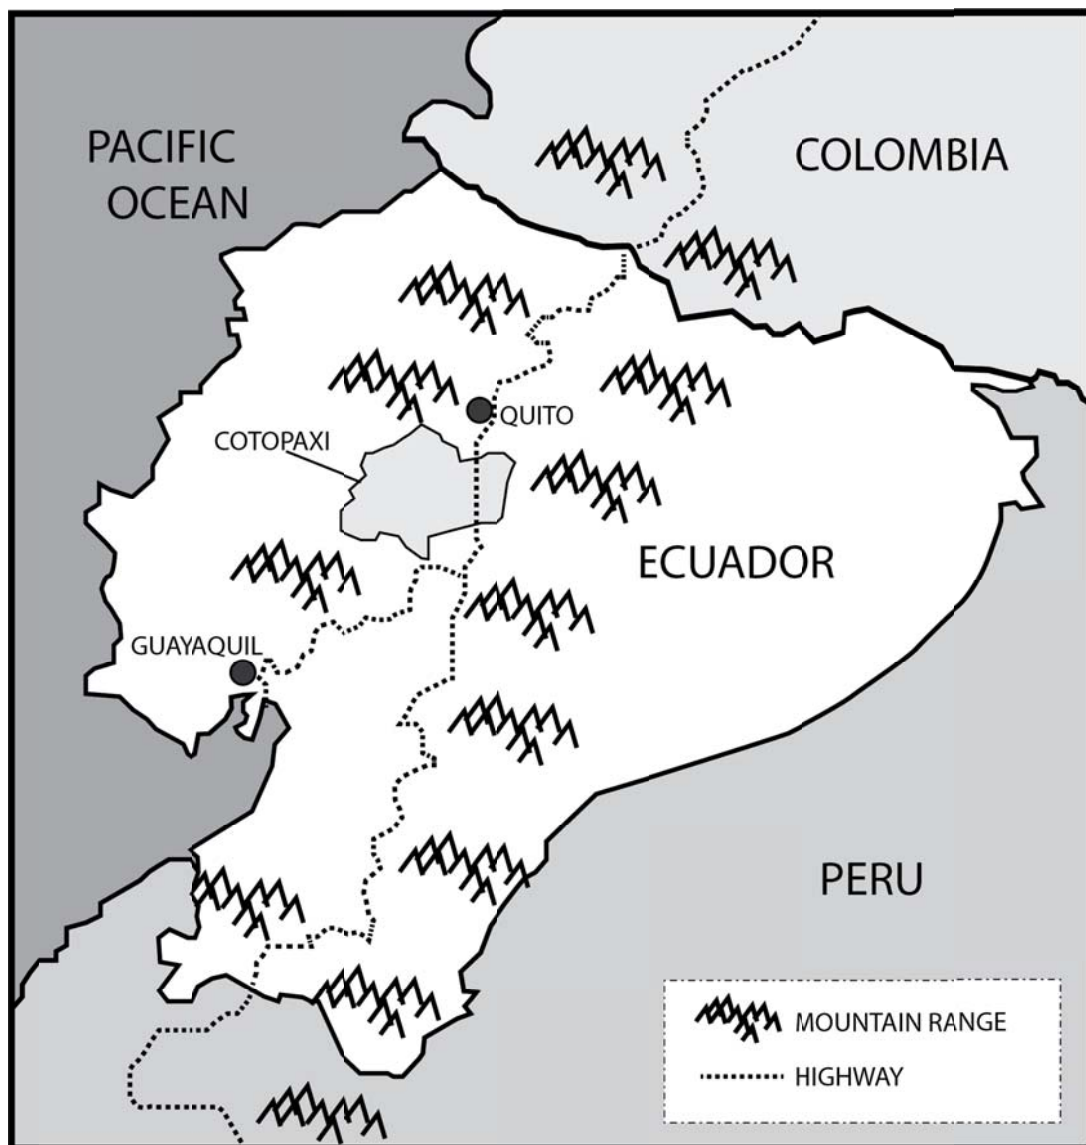 PACIFIC
OCEAN
COLOMBIA
QUITO
COTOPAXI
ECUADOR
GUAYAQUIL
PERU
MOUNTAIN RANGE
HIGHWAY